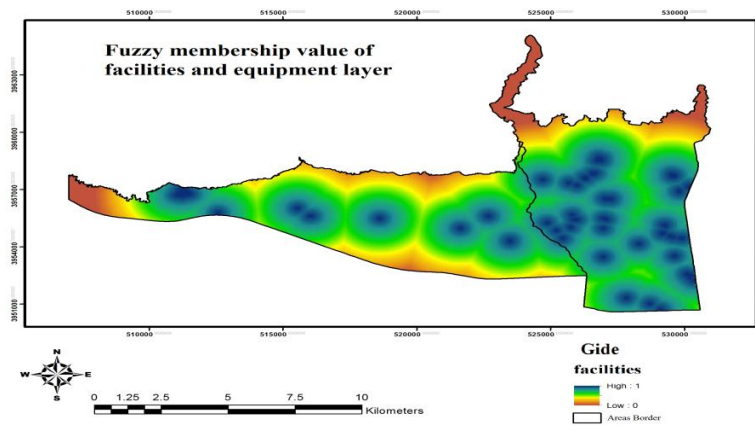 510000 515000 520000 525000 530000
Fuzzy membership value of
facilities and equipment layer
3963000
3960000
3957000
3954000
3951000
510000 515000 520000 525000 530000
N
W E
S
0 1.25 2.5 5 7.5 10
Kilometers
Gide
facilities
High : 1
Low : 0
Areas Border